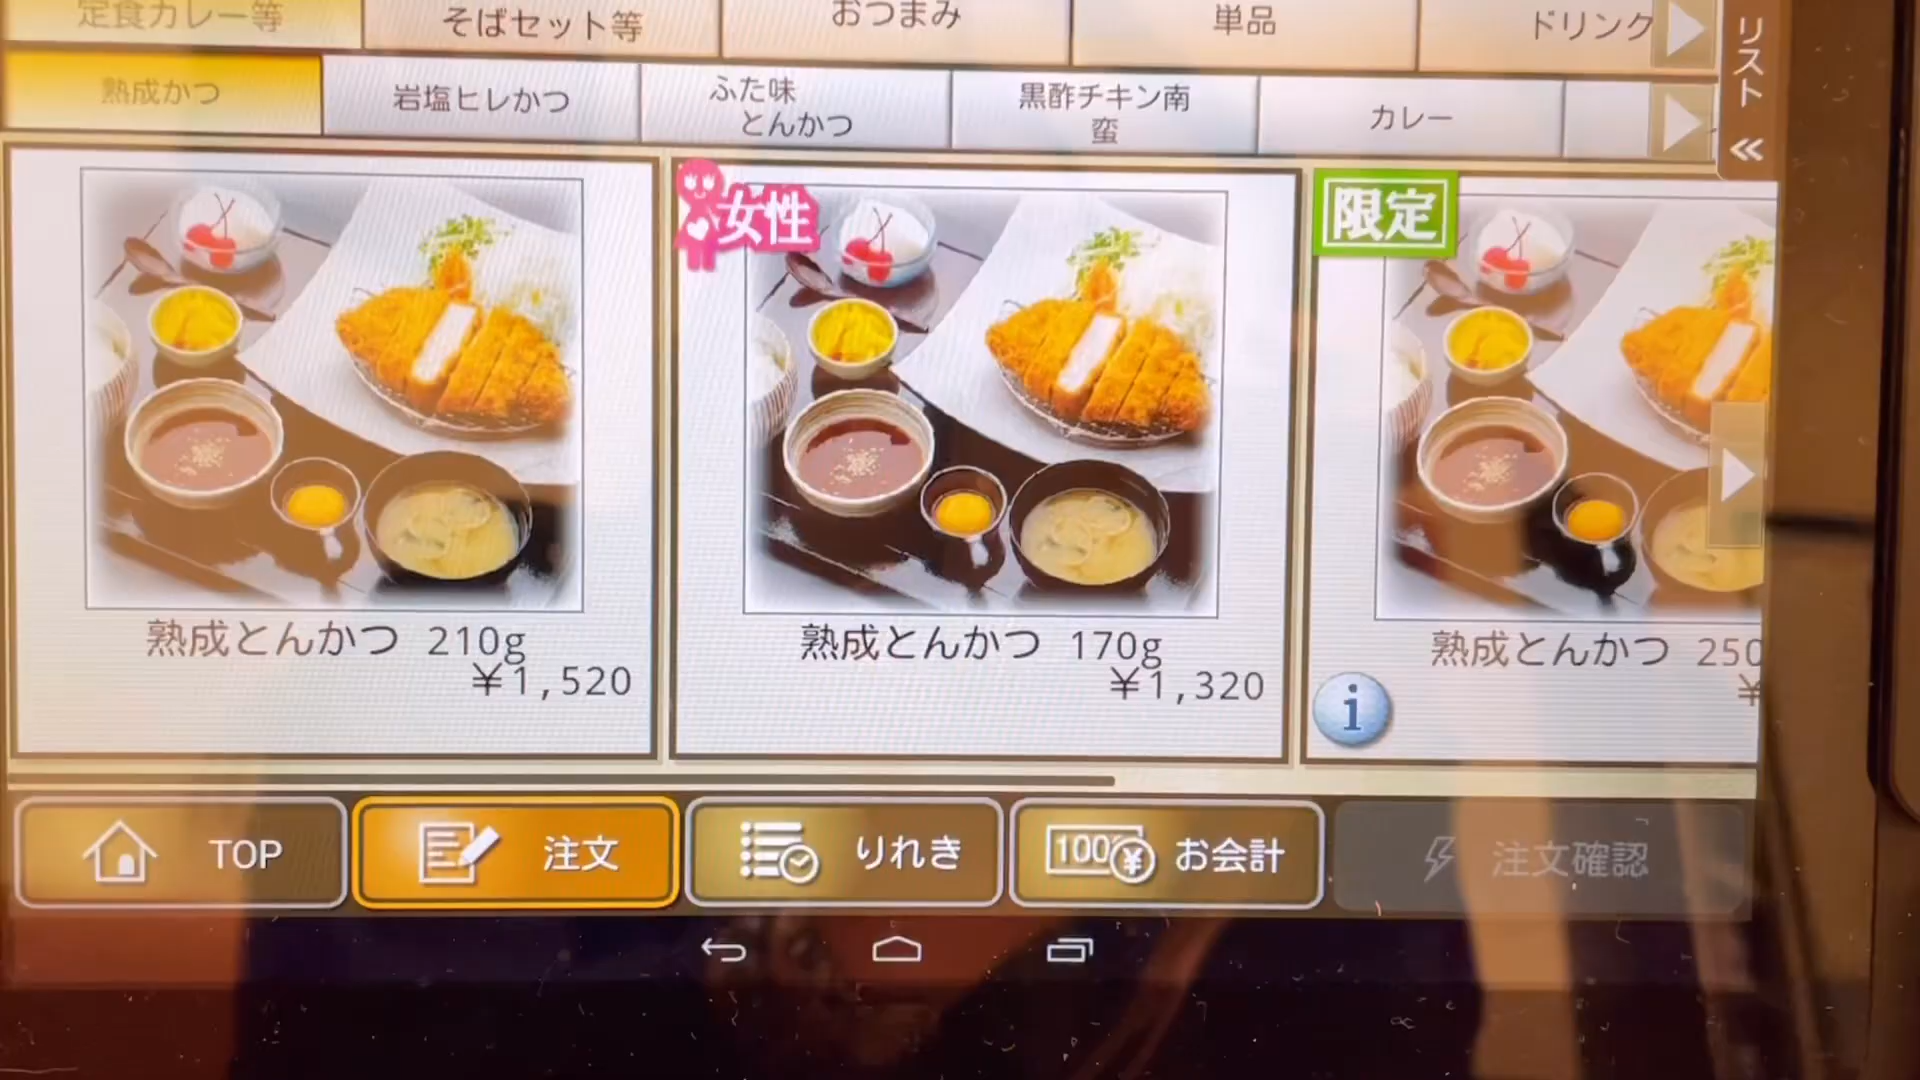 定食カレー等
そばセット等
おつまみ
単品
ドリンク
リスト
熟成かつ
岩塩ヒレかつ
ふた味
とんかつ
黒酢チキン南
蛮
カレー
女性
限定
熟成とんかつ 210g
¥1,520
熟成とんかつ 170g
¥1,320
熟成とんかつ 250
¥
i
TOP
注文
りれき
100
¥
お会計
注文確認